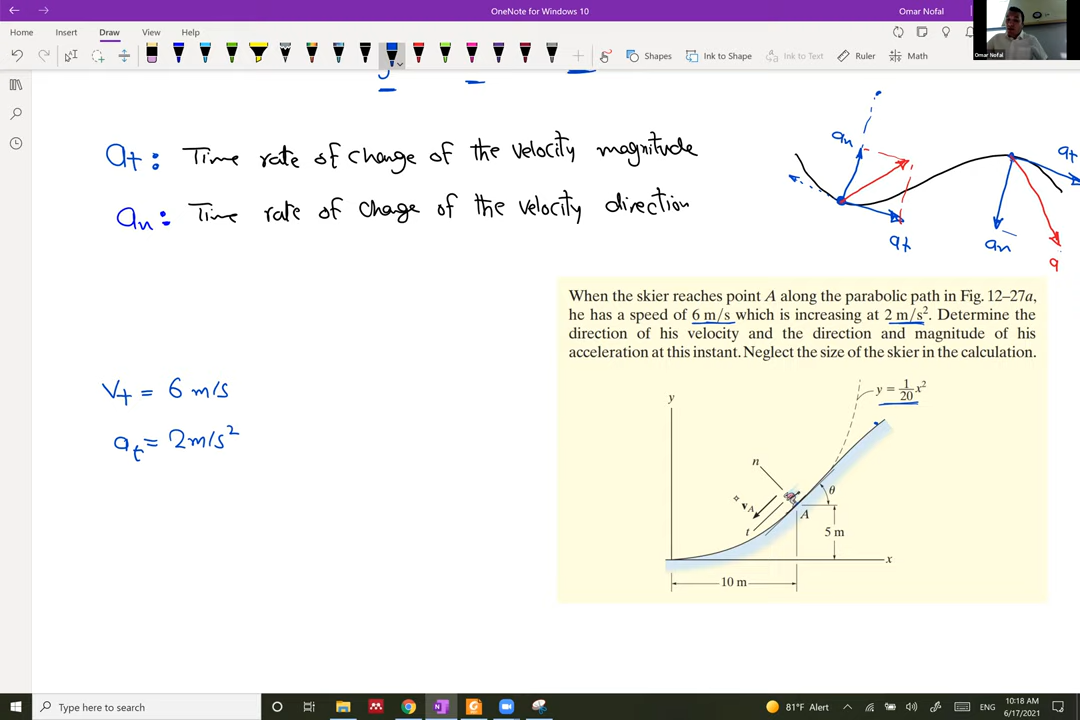 OneNote for Windows 10
Omar Nofal
Home Insert Draw View Help
Shapes Ink to Shape Ink to Text Ruler Math
Omar Nofal
at: Time rate of change of the velocity magnitude
an: Time rate of chage of the velocity direction
an
at
an
at
a
When the skier reaches point A along the parabolic path in Fig. 12–27a,
he has a speed of 6 m/s which is increasing at 2 m/s². Determine the
direction of his velocity and the direction and magnitude of his
acceleration at this instant. Neglect the size of the skier in the calculation.
Vt = 6 m/s
at = 2 m/s²
y
y = 1/20 x²
n
θ
vA
A
t
5 m
x
10 m
Type here to search
81°F Alert
ENG
10:18 AM
6/17/2021